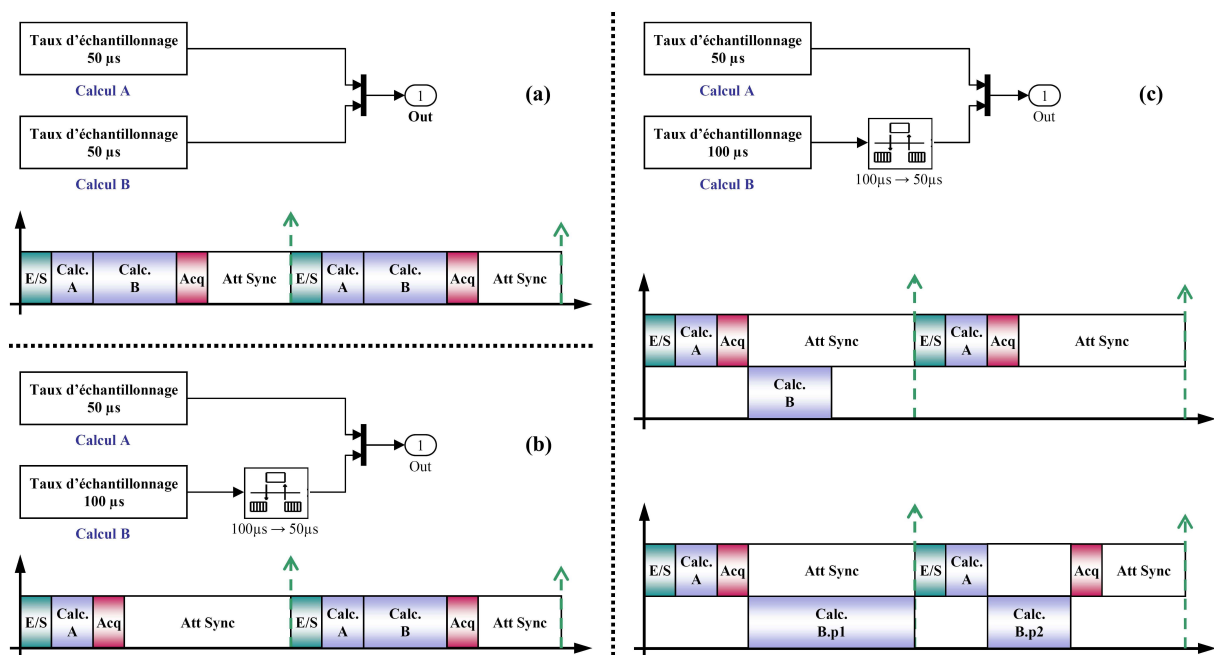 Taux d'échantillonnage
50 µs
Calcul A
(a)
1
Out
Taux d'échantillonnage
50 µs
Calcul B
E/S
Calc.
A
Calc.
B
Acq
Att Sync
E/S
Calc.
A
Calc.
B
Acq
Att Sync
Taux d'échantillonnage
50 µs
Calcul A
(b)
1
Out
Taux d'échantillonnage
100 µs
Calcul B
100µs → 50µs
E/S
Calc.
A
Acq
Att Sync
E/S
Calc.
A
Calc.
B
Acq
Att Sync
Taux d'échantillonnage
50 µs
Calcul A
(c)
1
Out
Taux d'échantillonnage
100 µs
Calcul B
100µs → 50µs
E/S
Calc.
A
Acq
Att Sync
E/S
Calc.
A
Acq
Att Sync
Calc.
B
E/S
Calc.
A
Acq
Att Sync
E/S
Calc.
A
Acq
Att Sync
Calc.
B.p1
Calc.
B.p2